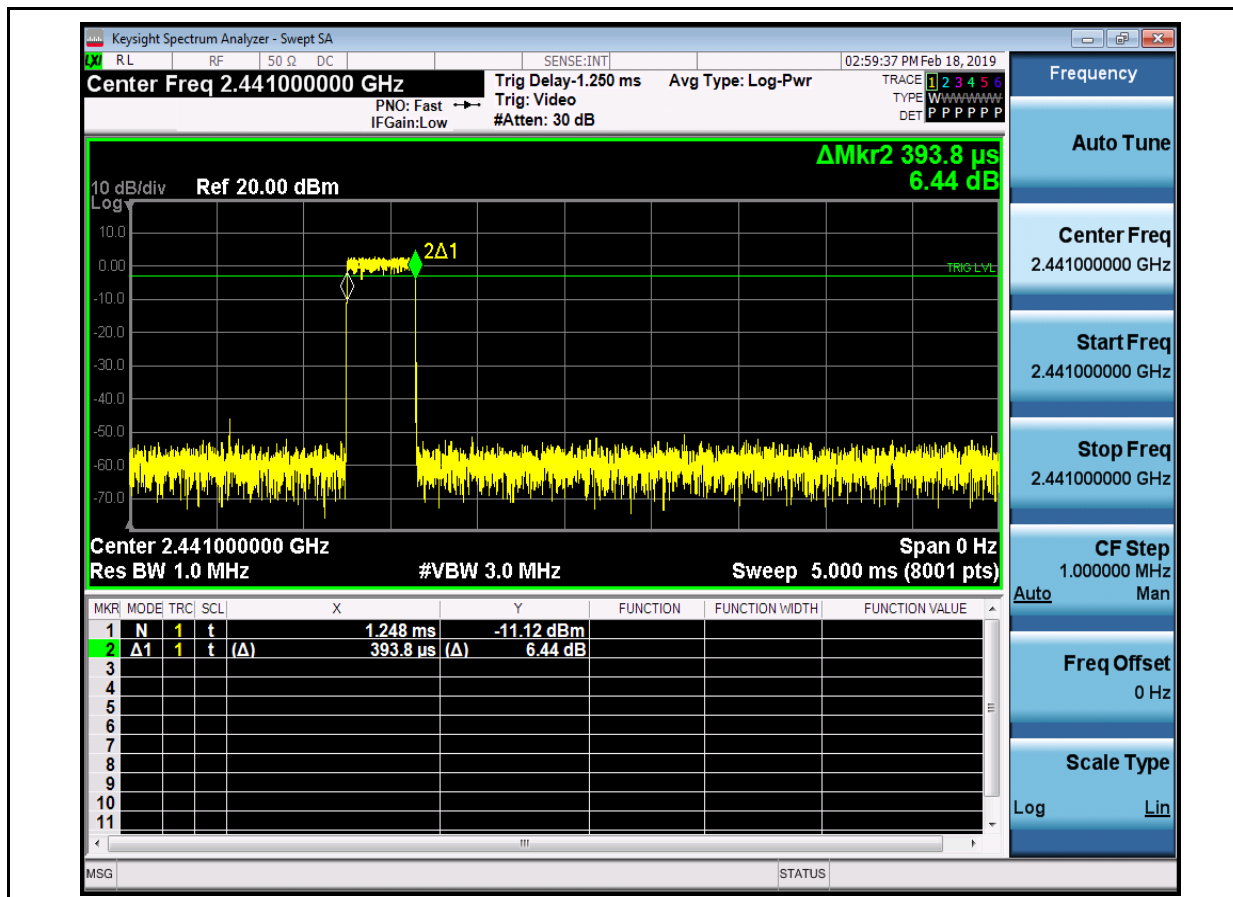 Keysight Spectrum Analyzer - Swept SA
LXI RL RF 50 Ω DC SENSE:INT 02:59:37 PM Feb 18, 2019
Center Freq 2.441000000 GHz
PNO: Fast
IFGain:Low
Trig Delay-1.250 ms
Trig: Video
#Atten: 30 dB
Avg Type: Log-Pwr
TRACE 1 2 3 4 5 6
TYPE WWWWWW
DET P P P P P P
ΔMkr2 393.8 µs
6.44 dB
10 dB/div Ref 20.00 dBm
Log
10.0
2Δ1
0.00
TRIG LVL
-10.0
-20.0
-30.0
-40.0
-50.0
-60.0
-70.0
Center 2.441000000 GHz Span 0 Hz
Res BW 1.0 MHz #VBW 3.0 MHz Sweep 5.000 ms (8001 pts)
MKR MODE TRC SCL X Y FUNCTION FUNCTION WIDTH FUNCTION VALUE
1 N 1 t 1.248 ms -11.12 dBm
2 Δ1 1 t (Δ) 393.8 µs (Δ) 6.44 dB
3
4
5
6
7
8
9
10
11
MSG STATUS
Frequency
Auto Tune
Center Freq
2.441000000 GHz
Start Freq
2.441000000 GHz
Stop Freq
2.441000000 GHz
CF Step
1.000000 MHz
Auto Man
Freq Offset
0 Hz
Scale Type
Log Lin